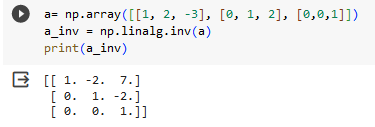 a= np.array([[1, 2, -3], [0, 1, 2], [0,0,1]])
a_inv = np.linalg.inv(a)
print(a_inv)
[[ 1. -2.  7.]
 [ 0.  1. -2.]
 [ 0.  0.  1.]]